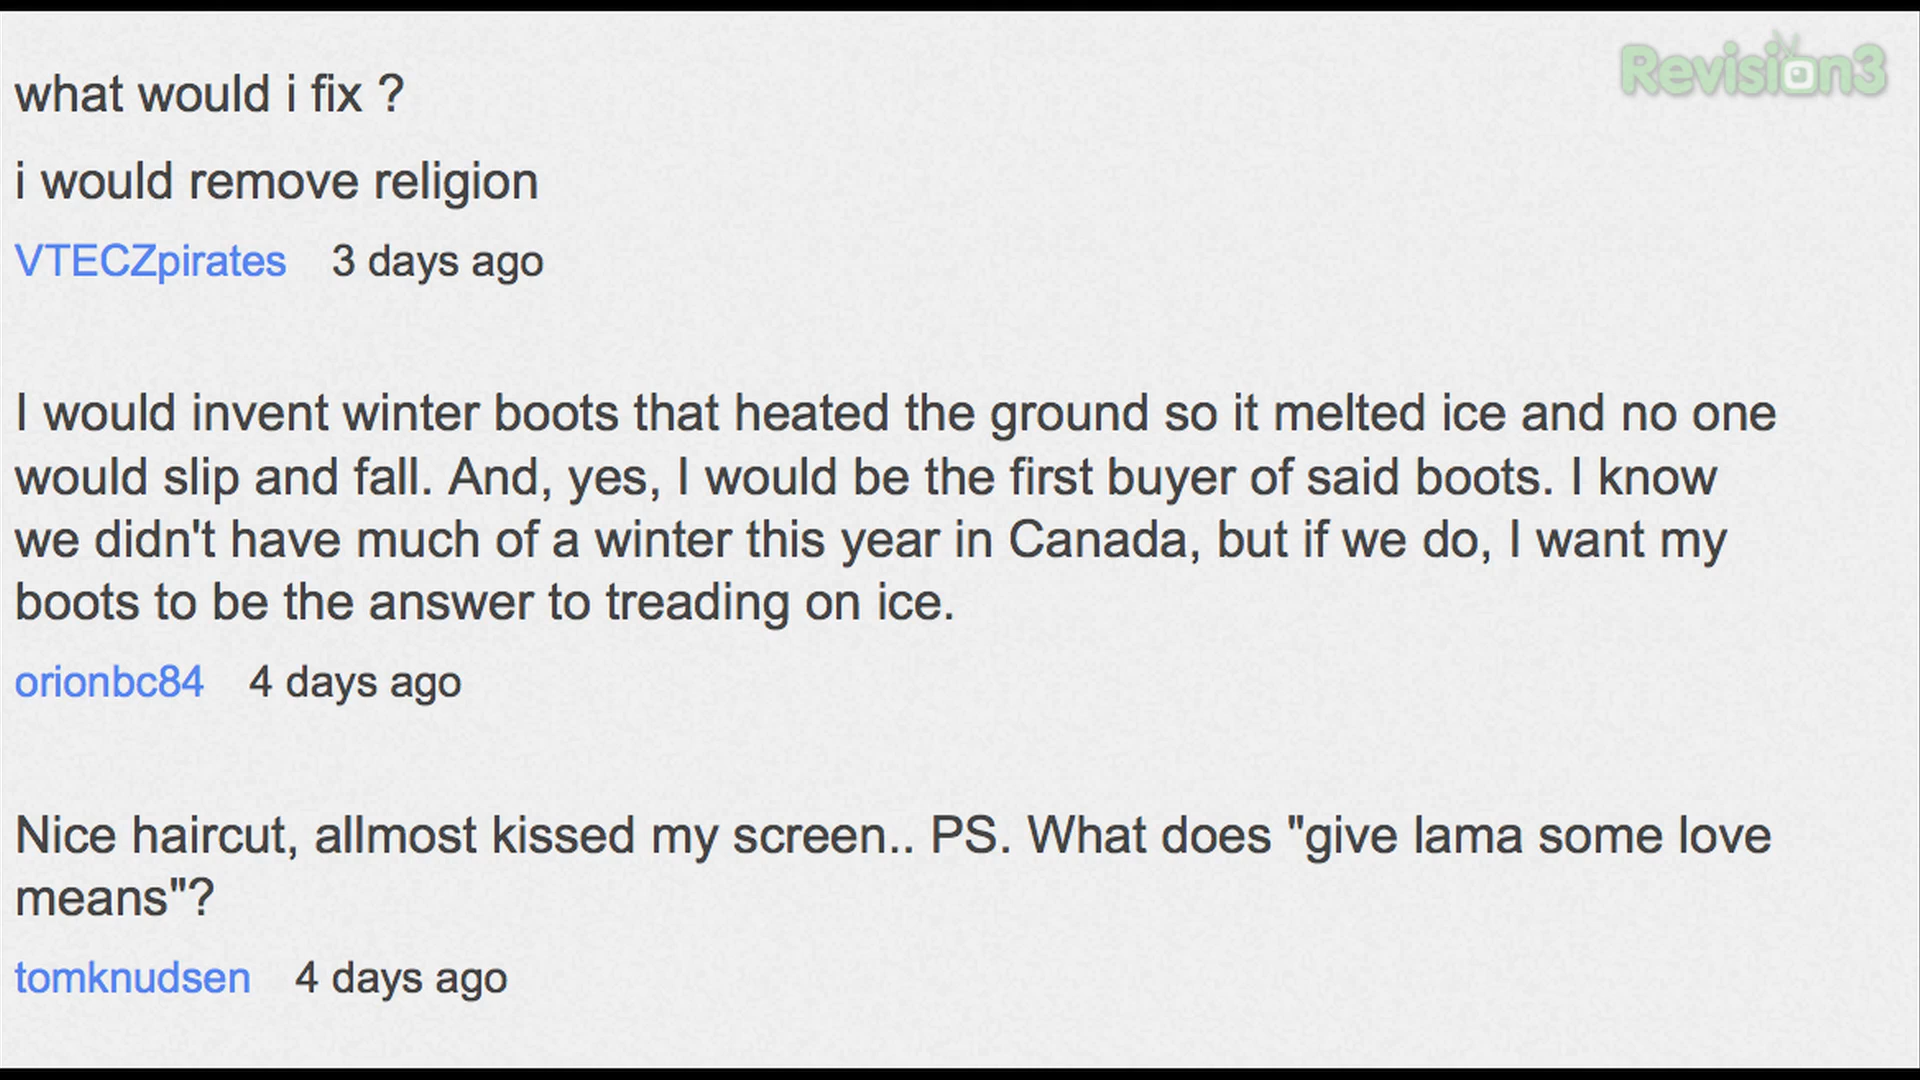 Revision3
what would i fix ?
i would remove religion
VTECZpirates 3 days ago
I would invent winter boots that heated the ground so it melted ice and no one
would slip and fall. And, yes, I would be the first buyer of said boots. I know
we didn't have much of a winter this year in Canada, but if we do, I want my
boots to be the answer to treading on ice.
orionbc84 4 days ago
Nice haircut, allmost kissed my screen.. PS. What does "give lama some love
means"?
tomknudsen 4 days ago